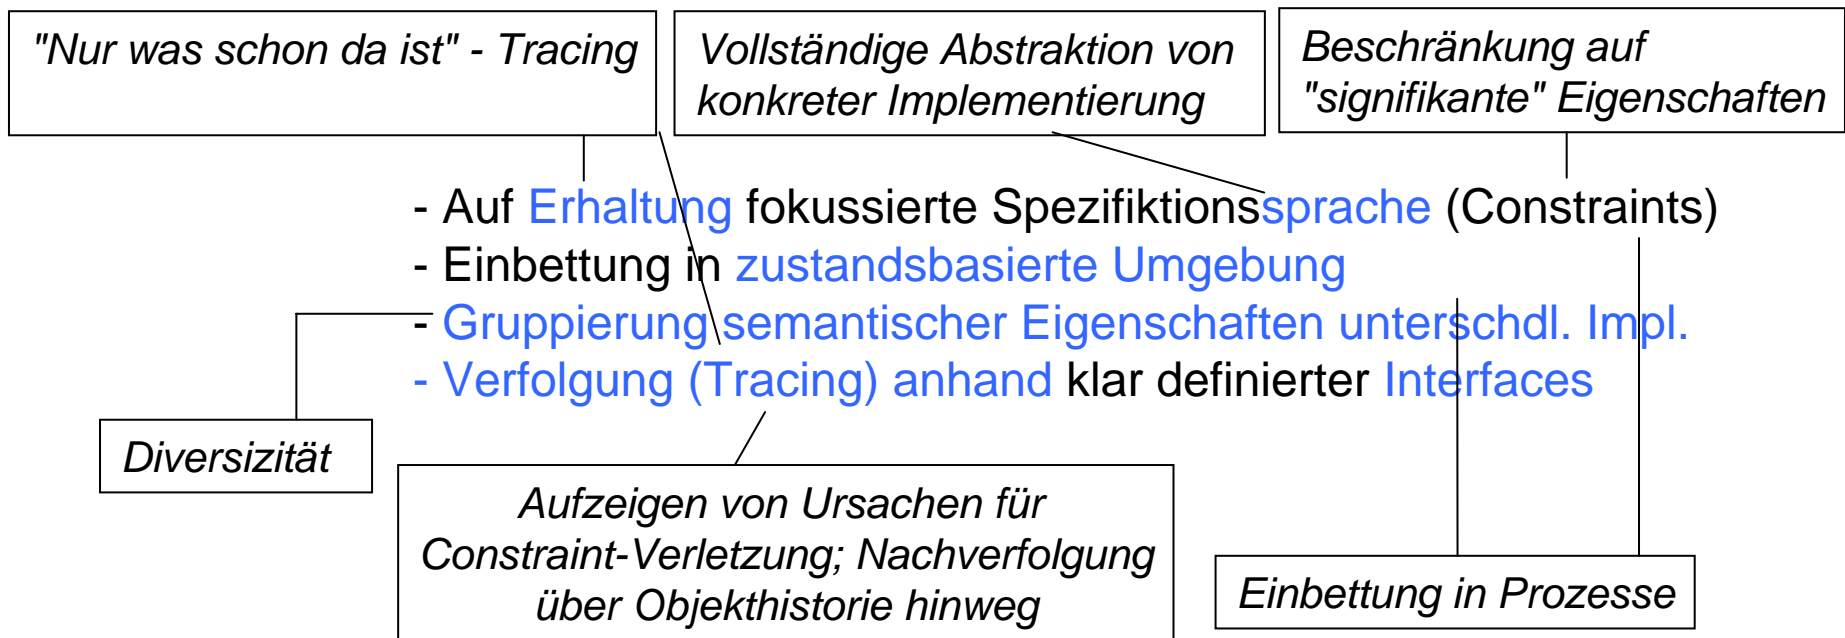 "Nur was schon da ist" - Tracing
Vollständige Abstraktion von
konkreter Implementierung
Beschränkung auf
"signifikante" Eigenschaften
- Auf Erhaltung fokussierte Spezifiktionssprache (Constraints)
- Einbettung in zustandsbasierte Umgebung
- Gruppierung semantischer Eigenschaften unterschdl. Impl.
- Verfolgung (Tracing) anhand klar definierter Interfaces
Diversizität
Aufzeigen von Ursachen für
Constraint-Verletzung; Nachverfolgung
über Objekthistorie hinweg
Einbettung in Prozesse